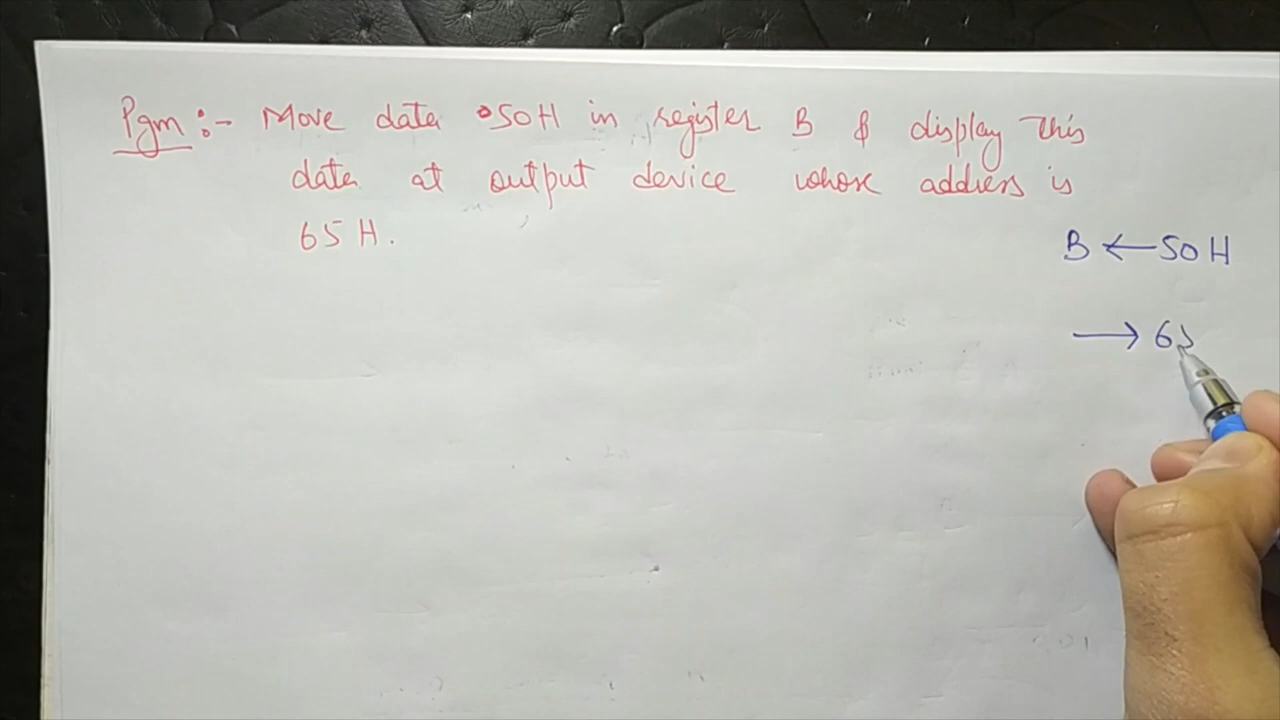 Pgm :- Move data 50H in register B & display this
data at output device whose address is
65 H.
B ← 50 H
→ 65